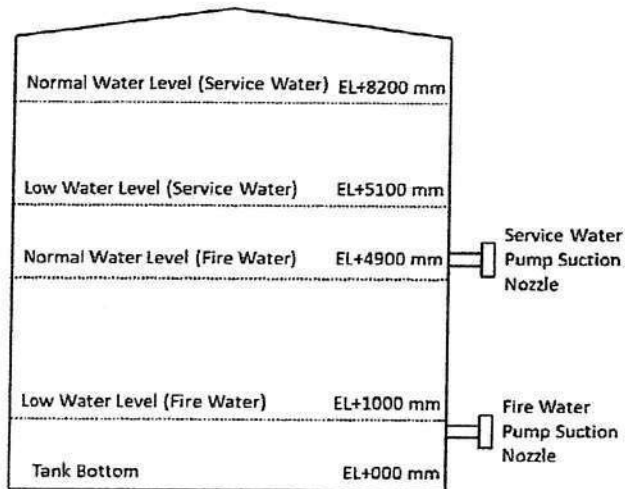 Normal Water Level (Service Water) EL+8200 mm
Low Water Level (Service Water) EL+5100 mm
Normal Water Level (Fire Water) EL+4900 mm
Service Water
Pump Suction
Nozzle
Low Water Level (Fire Water) EL+1000 mm
Fire Water
Pump Suction
Nozzle
Tank Bottom EL+000 mm